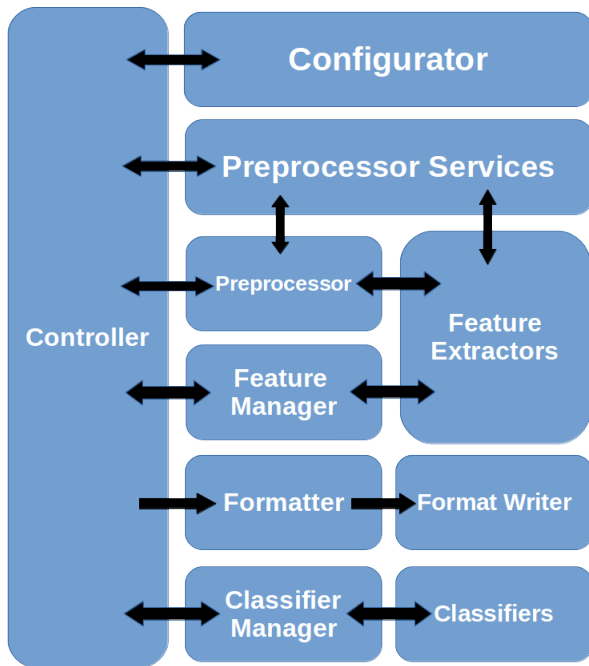 Configurator
Preprocessor Services
Preprocessor
Controller
Feature
Extractors
Feature
Manager
Formatter
Format Writer
Classifier
Manager
Classifiers